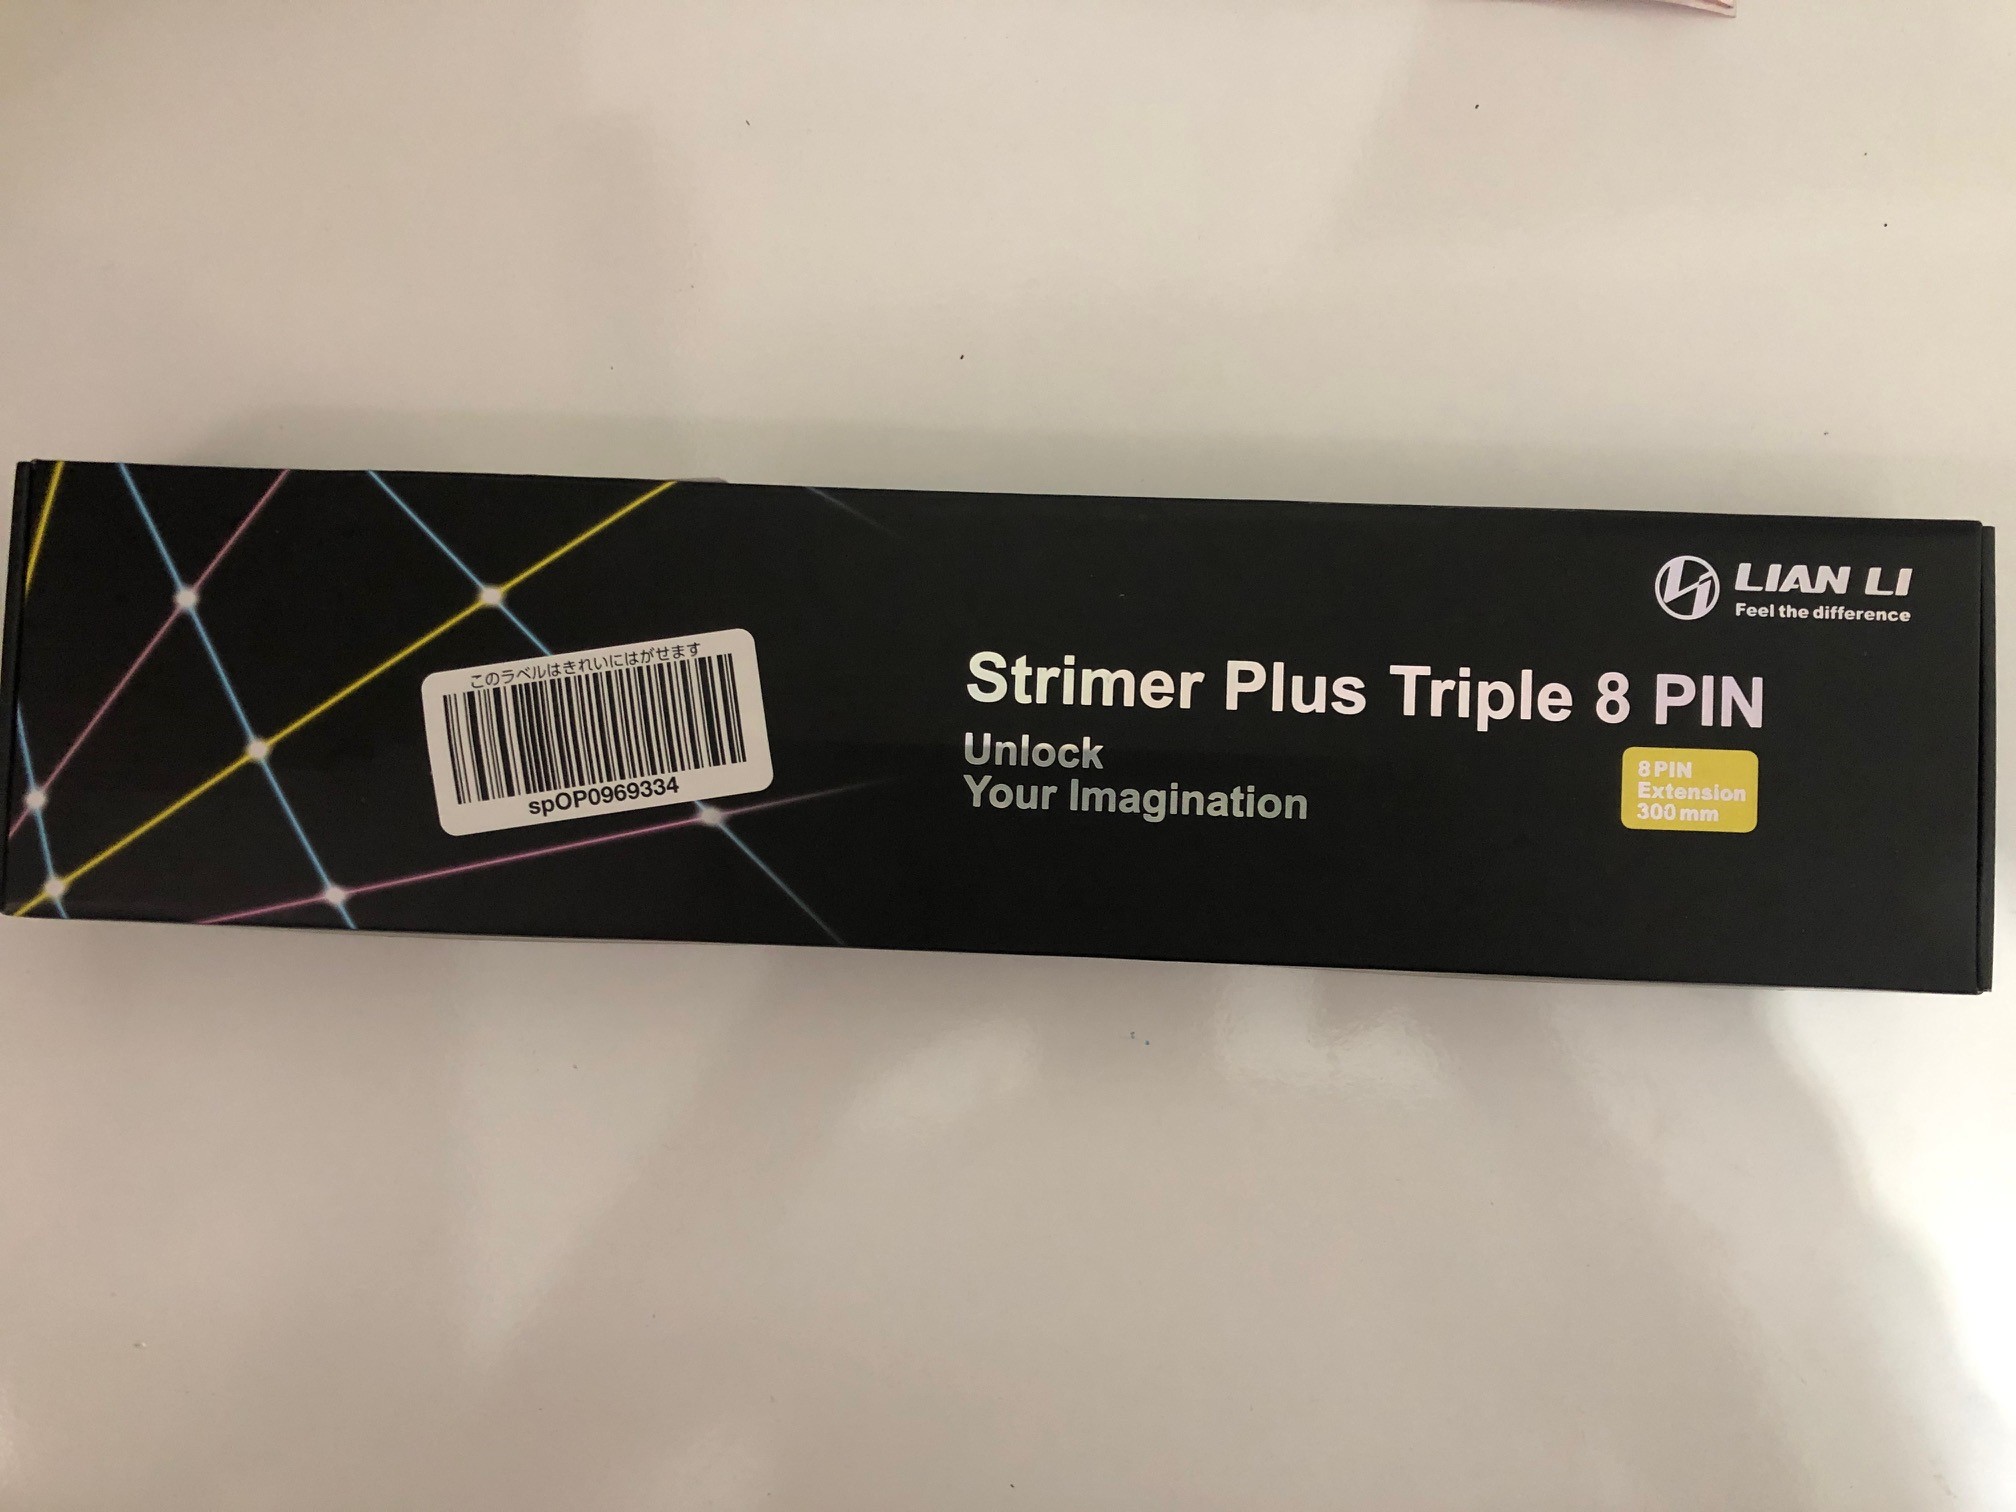 LIAN LI
Feel the difference
Strimer Plus Triple 8 PIN
Unlock
Your Imagination
8 PIN
Extension
300 mm
このラベルはきれいにはがせます
spOP0969334